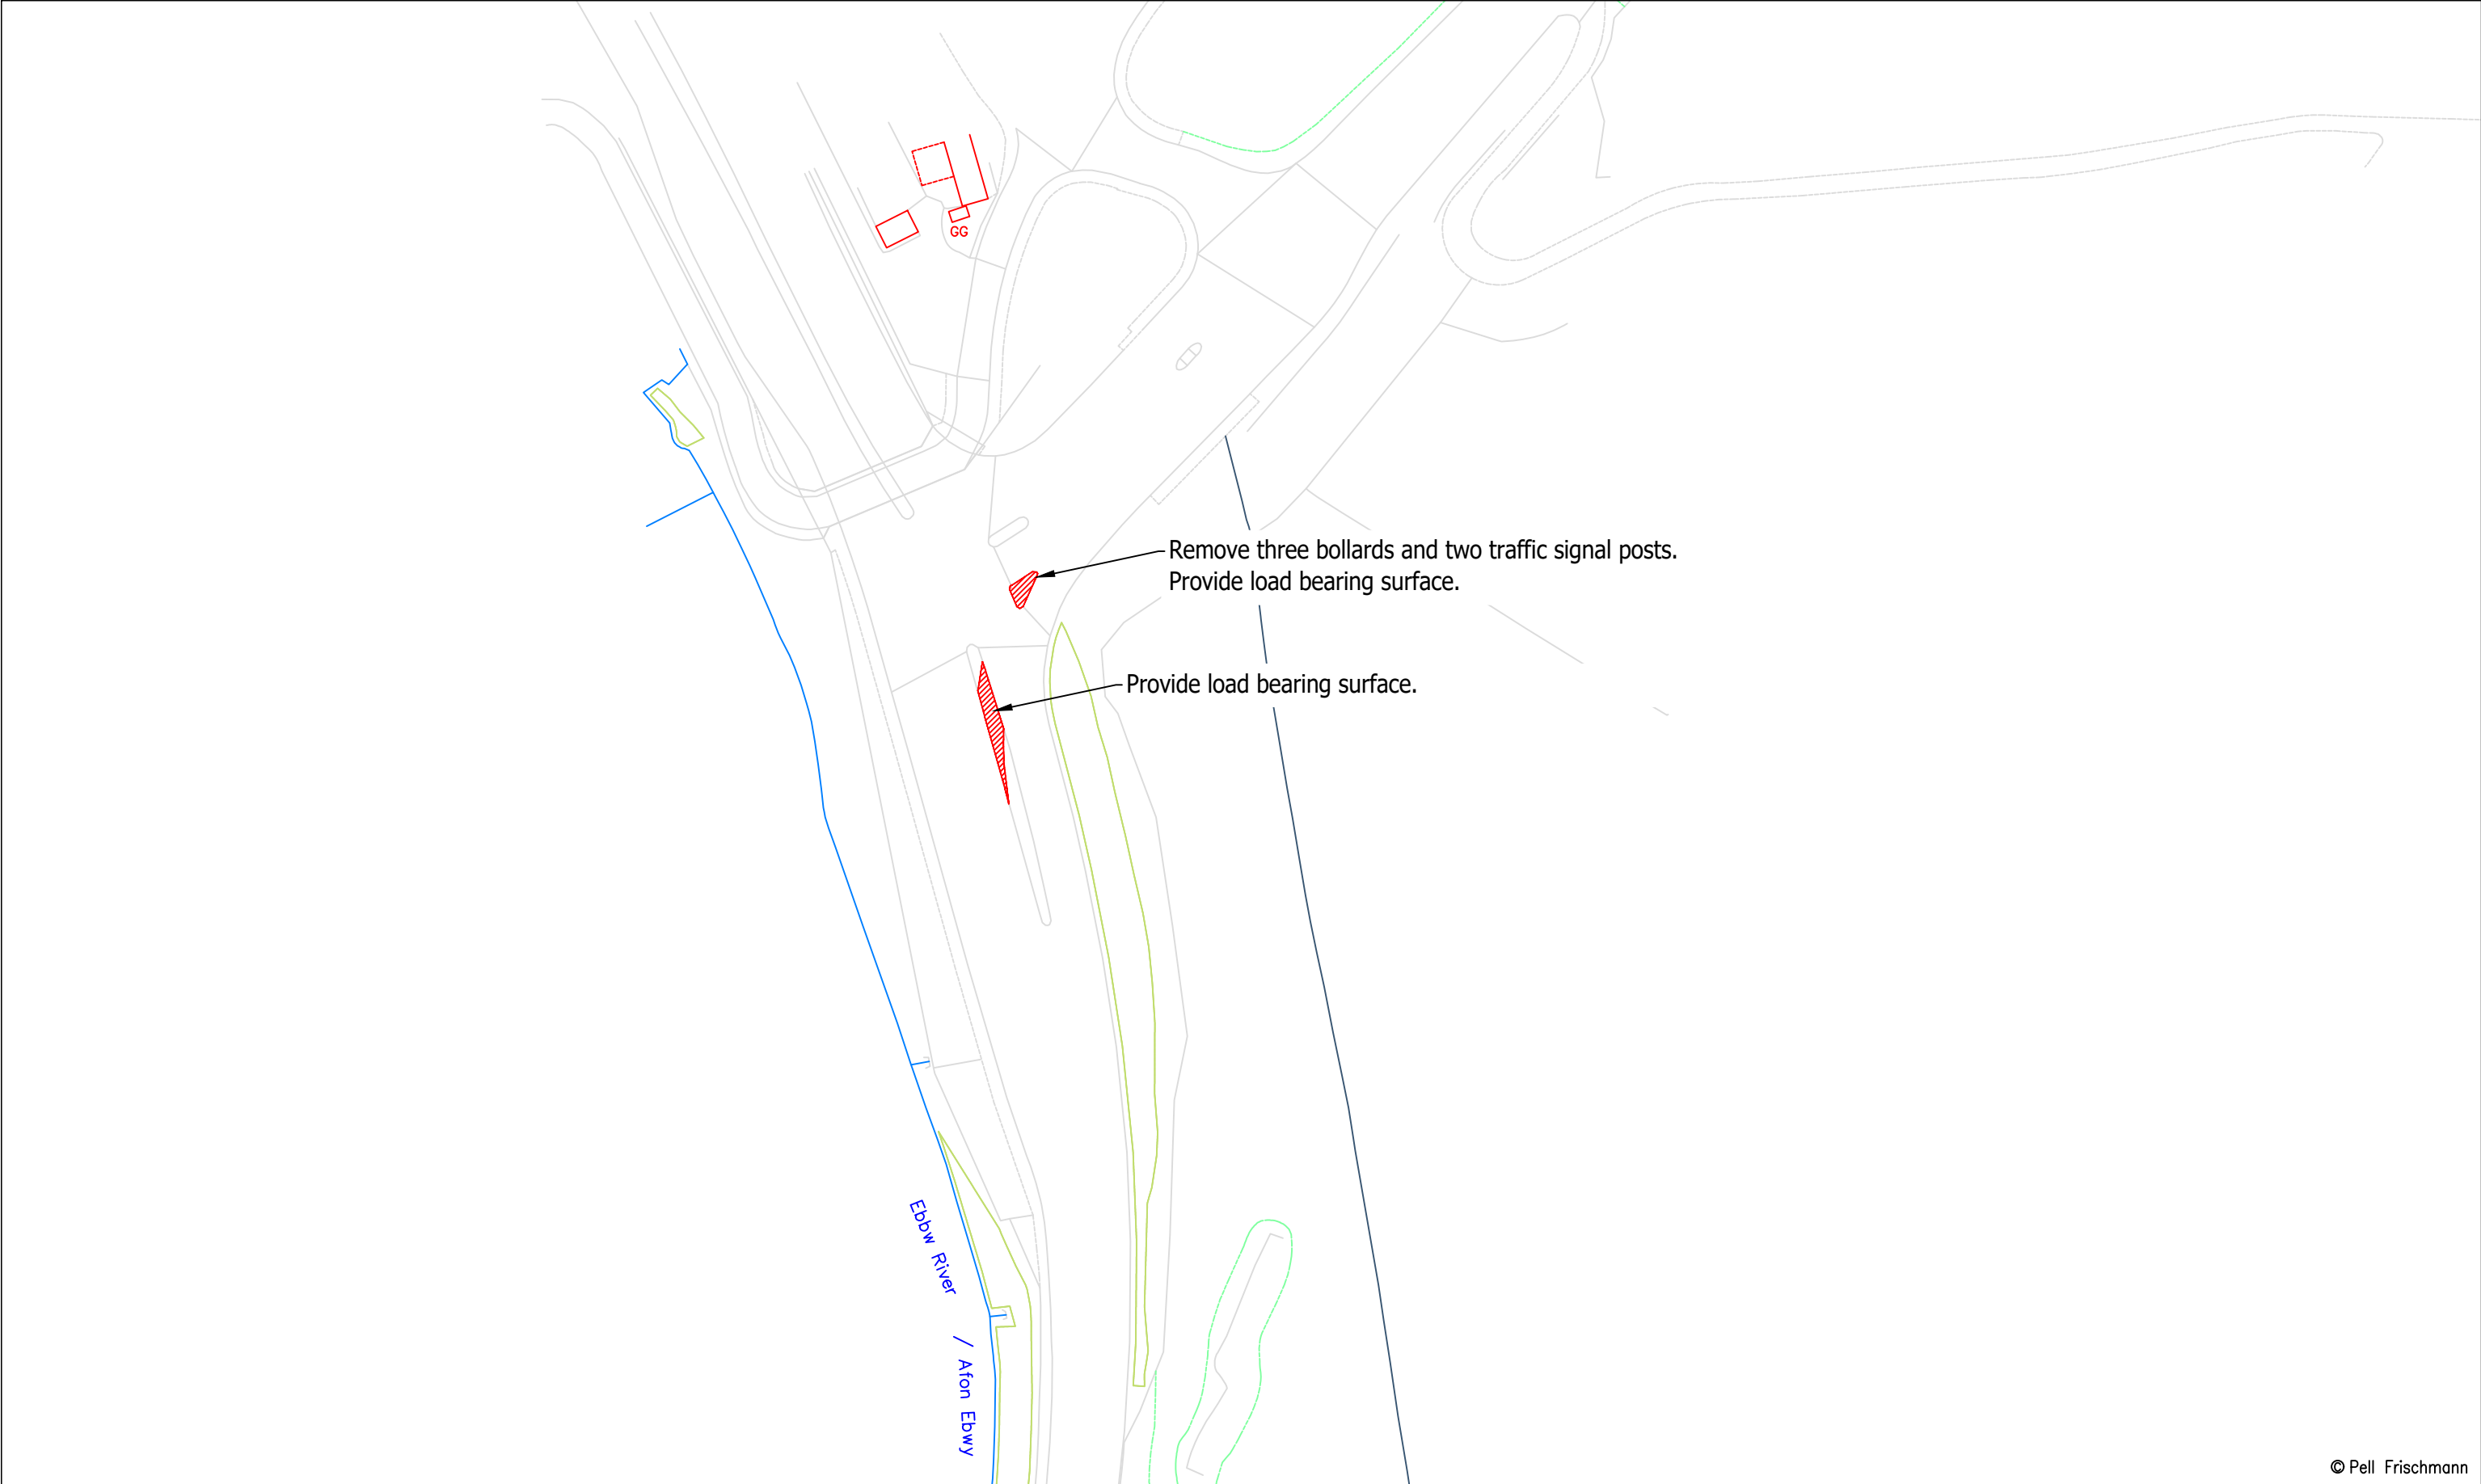 GG
Remove three bollards and two traffic signal posts.
Provide load bearing surface.
Provide load bearing surface.
Ebbw River / Afon Ebwy
© Pell Frischmann